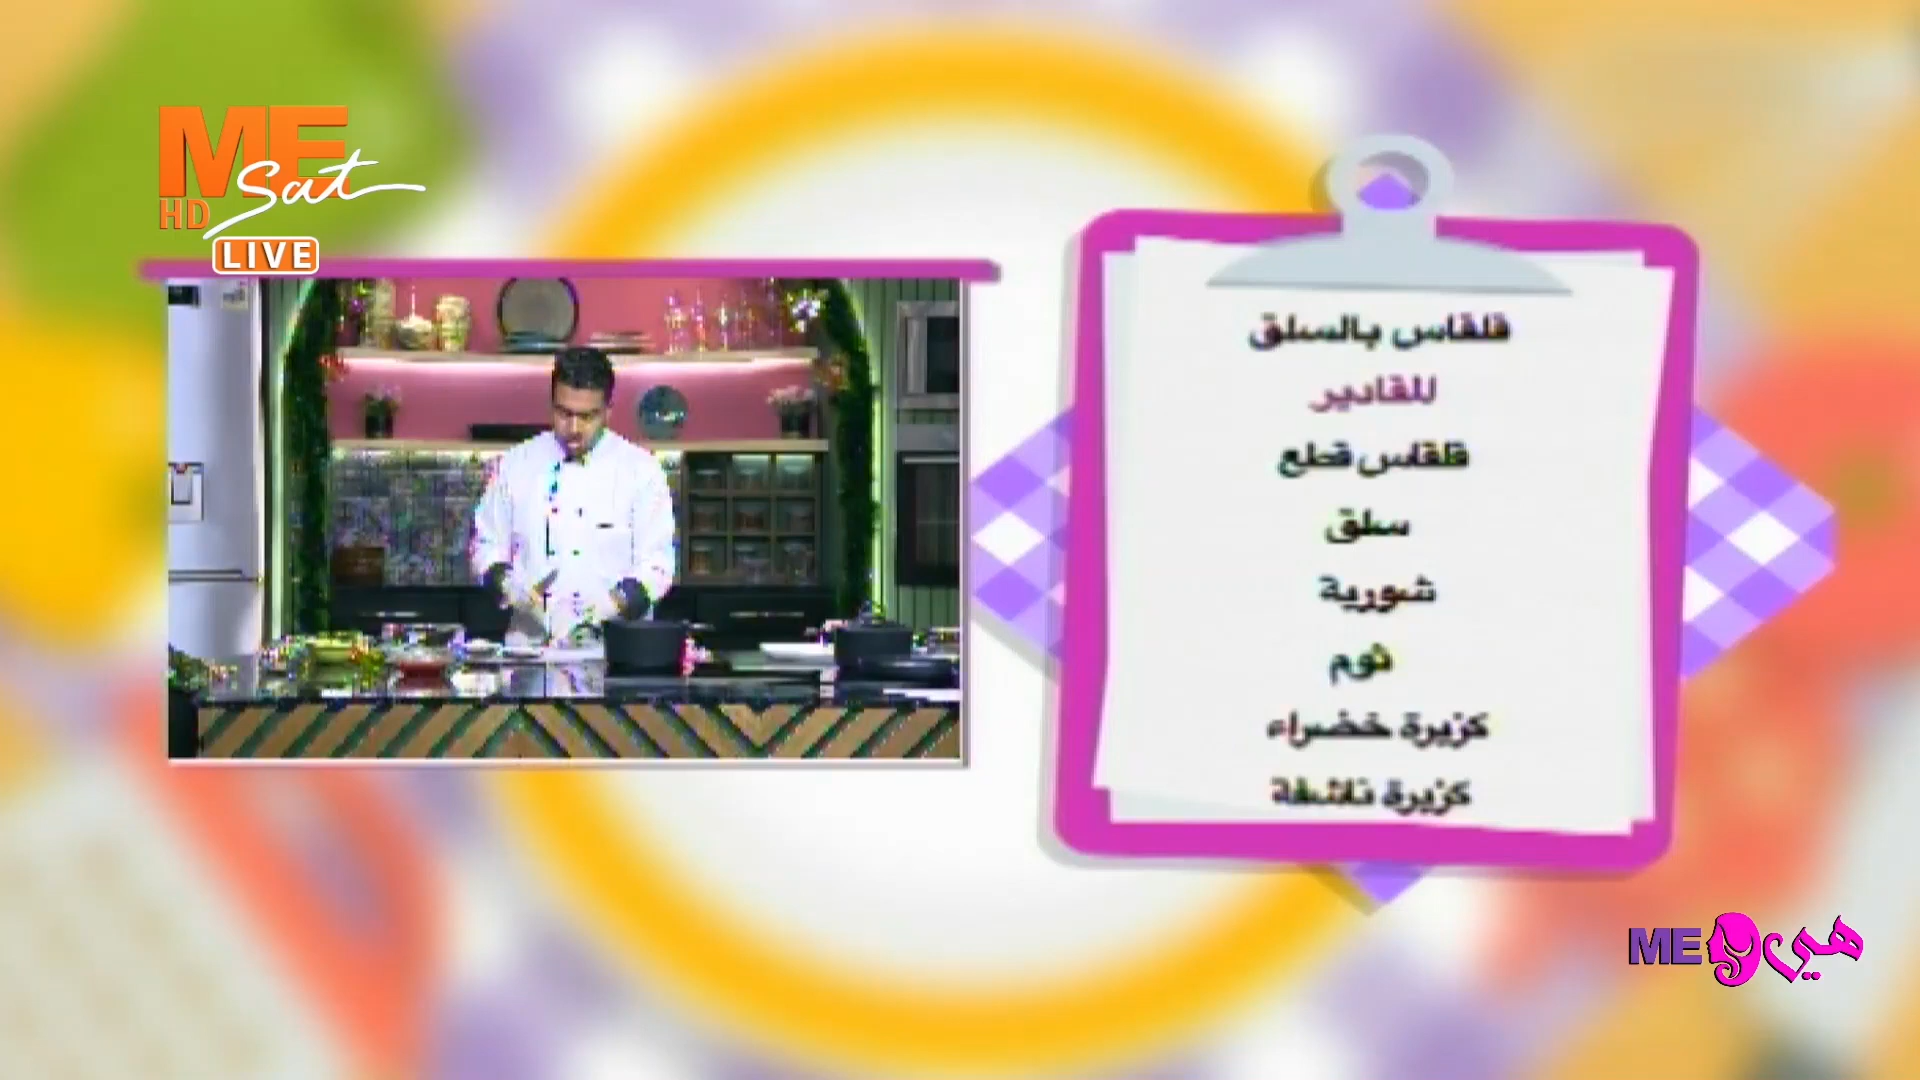 ME
Sat
HD
LIVE
قلقاس بالسلق
للقادير
قلقاس قطع
سلق
شوربة
ثوم
كزبرة خضراء
كزبرة ناشفة
ME هي